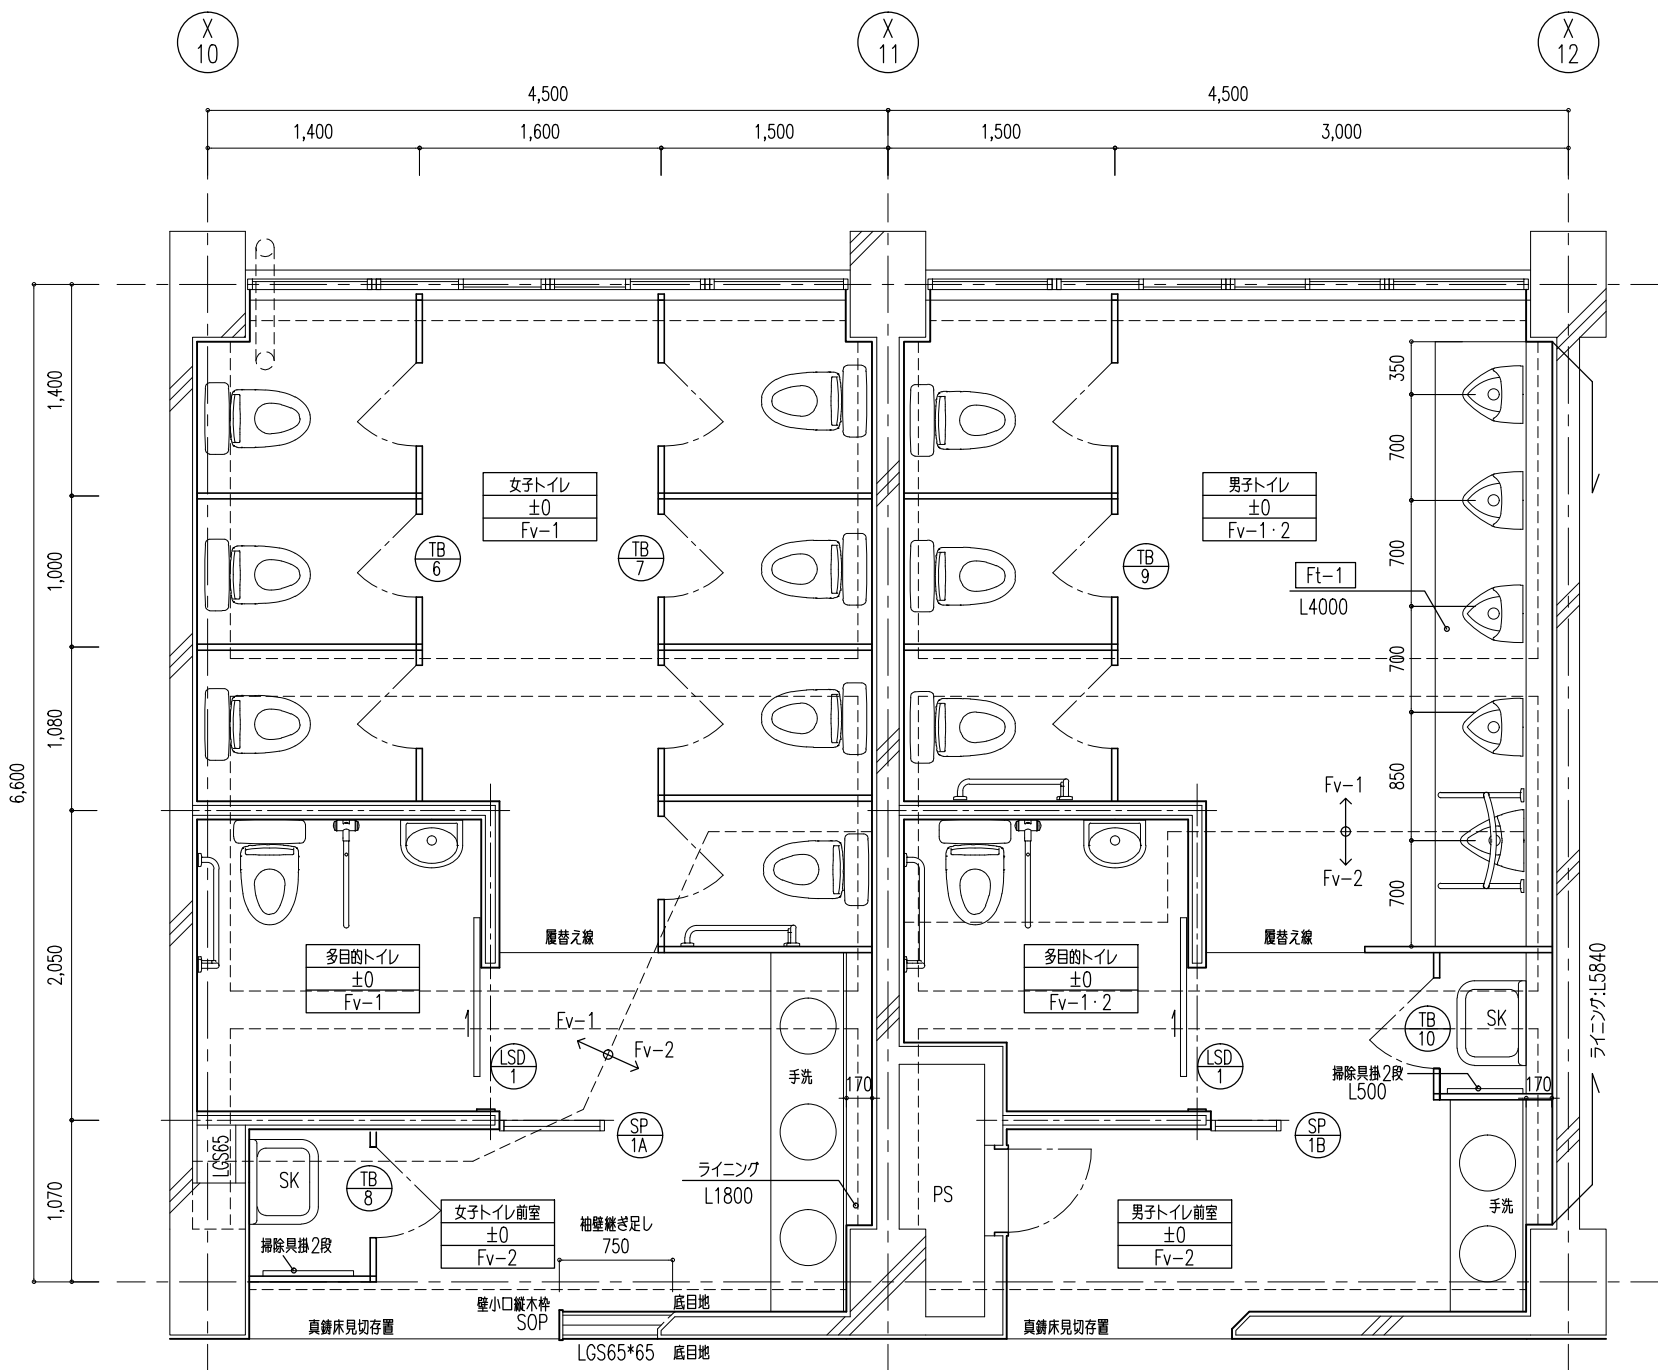 X
10
X
11
X
12
4,500
4,500
1,400
1,600
1,500
1,500
3,000
6,600
1,400
1,000
1,080
2,050
1,070
350
700
700
700
850
700
女子トイレ
±0
Fv-1
男子トイレ
±0
Fv-1・2
TB
6
TB
7
TB
9
Ft-1
L4000
Fv-1
Fv-2
履替え線
履替え線
多目的トイレ
±0
Fv-1
多目的トイレ
±0
Fv-1・2
ライニング:L5840
Fv-1
Fv-2
LSD
1
LSD
1
手洗
170
TB
10
SK
掃除具掛2段
L500
170
SP
1A
SP
1B
LGS65
SK
TB
8
ライニング
L1800
PS
手洗
女子トイレ前室
±0
Fv-2
男子トイレ前室
±0
Fv-2
袖壁継ぎ足し
750
掃除具掛2段
壁小口縦木枠
SOP
底目地
真鍮床見切存置
真鍮床見切存置
LGS65*65
底目地